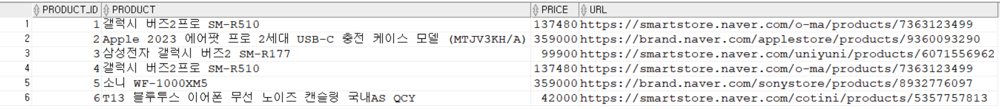 PRODUCT_ID PRODUCT PRICE URL
1 1 갤럭시 버즈2프로 SM-R510 137480 https://smartstore.naver.com/o-ma/products/7363123499
2 2 Apple 2023 에어팟 프로 2세대 USB-C 충전 케이스 모델 (MTJV3KH/A) 359000 https://brand.naver.com/applestore/products/9360093290
3 3 삼성전자 갤럭시 버즈2 SM-R177 99900 https://smartstore.naver.com/uniyuni/products/6071556962
4 4 갤럭시 버즈2프로 SM-R510 137480 https://smartstore.naver.com/o-ma/products/7363123499
5 5 소니 WF-1000XM5 359000 https://brand.naver.com/sonystore/products/8932776097
6 6 T13 블루투스 이어폰 무선 노이즈 캔슬링 국내AS QCY 42000 https://smartstore.naver.com/cotini/products/5357757813